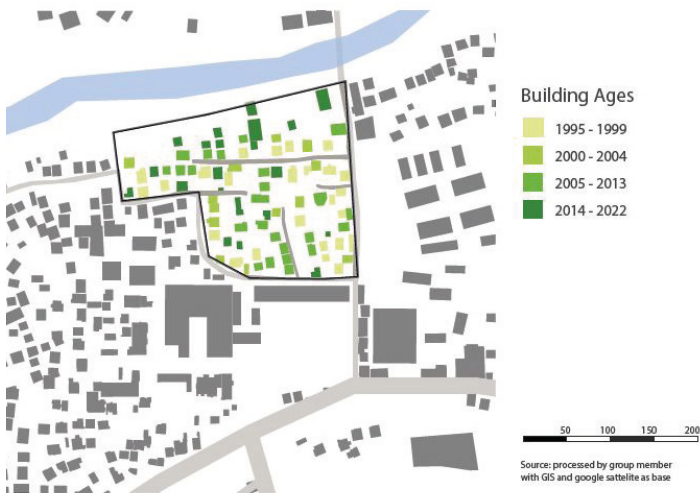 Building Ages
1995 - 1999
2000 - 2004
2005 - 2013
2014 - 2022
50 100 150 200
Source: processed by group member
with GIS and google sattelite as base